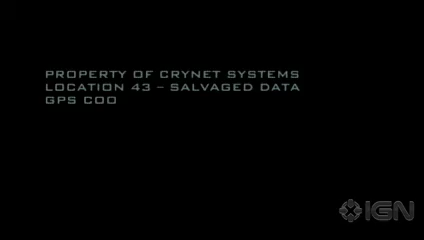 PROPERTY OF CRYNET SYSTEMS
LOCATION 43 – SALVAGED DATA
GPS COO
IGN